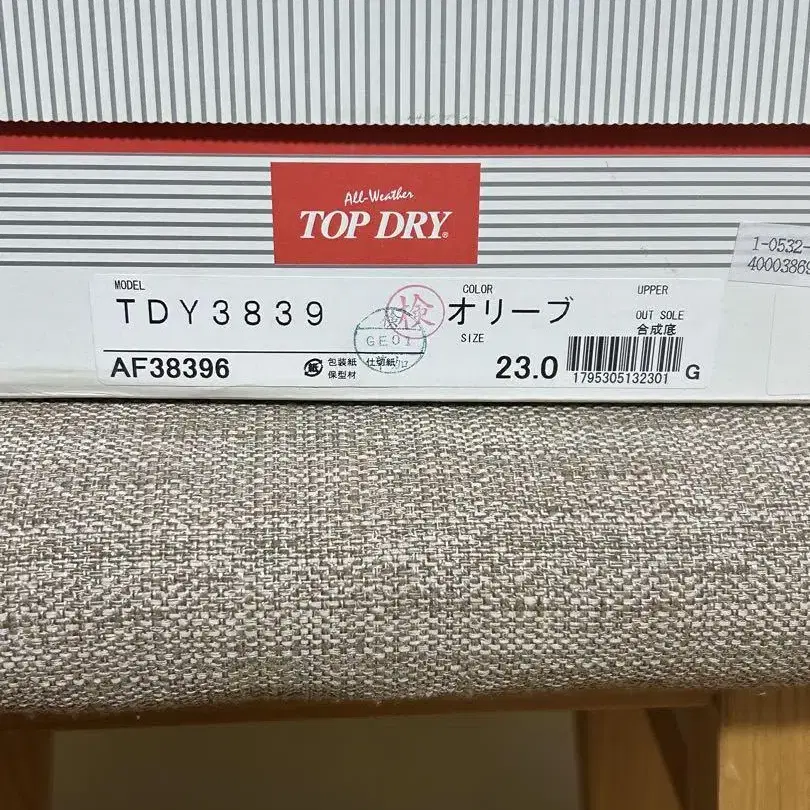 All-Weather
TOP DRY®
1-0532-
40003869
MODEL
TDY3839
検
COLOR
オリーブ
UPPER
OUT SOLE
合成底
SIZE
GE01
AF38396
紙
包装紙 仕切紙
保型材
23.0
1795305132301 G